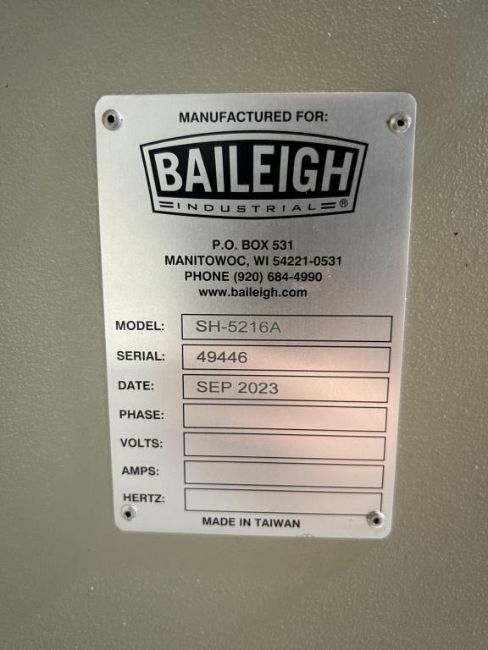 MANUFACTURED FOR:
BAILEIGH
INDUSTRIAL ®
P.O. BOX 531
MANITOWOC, WI 54221-0531
PHONE (920) 684-4990
www.baileigh.com
MODEL: SH-5216A
SERIAL: 49446
DATE: SEP 2023
PHASE:
VOLTS:
AMPS:
HERTZ:
MADE IN TAIWAN